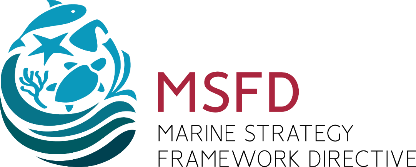 MSFD
MARINE STRATEGY
FRAMEWORK DIRECTIVE